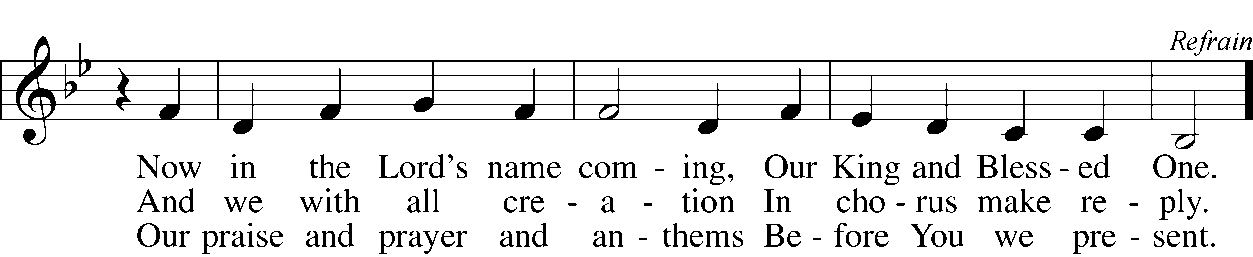 Refrain
Now in the Lord's name com - ing, Our King and Bless - ed One.
And we with all cre - a - tion In cho - rus make re - ply.
Our praise and prayer and an - thems Be - fore You we pre - sent.